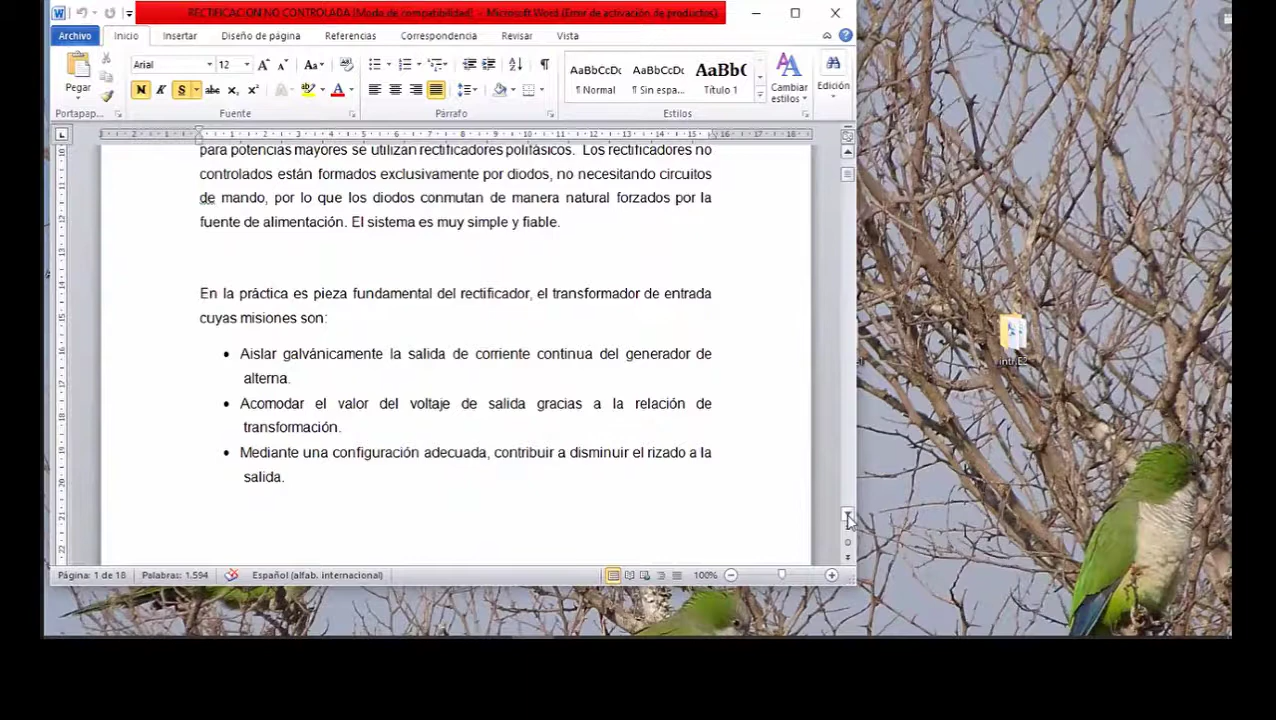 RECTIFICACION NO CONTROLADA [Modo de compatibilidad] - Microsoft Word (Error de activación de productos)
Archivo Inicio Insertar Diseño de página Referencias Correspondencia Revisar Vista
Arial 12 Aa
Pegar
N K S abc x₂ x² A
AaBbCcDc AaBbCcDc AaBbC
¶ Normal ¶ Sin espa... Título 1
Cambiar estilos
Edición
Portapap... Fuente Párrafo Estilos
para potencias mayores se utilizan rectificadores polifásicos. Los rectificadores no
controlados están formados exclusivamente por diodos, no necesitando circuitos
de mando, por lo que los diodos conmutan de manera natural forzados por la
fuente de alimentación. El sistema es muy simple y fiable.
En la práctica es pieza fundamental del rectificador, el transformador de entrada
cuyas misiones son:
• Aislar galvánicamente la salida de corriente continua del generador de
alterna.
• Acomodar el valor del voltaje de salida gracias a la relación de
transformación.
• Mediante una configuración adecuada, contribuir a disminuir el rizado a la
salida.
Página: 1 de 18 Palabras: 1.594 Español (alfab. internacional) 100%